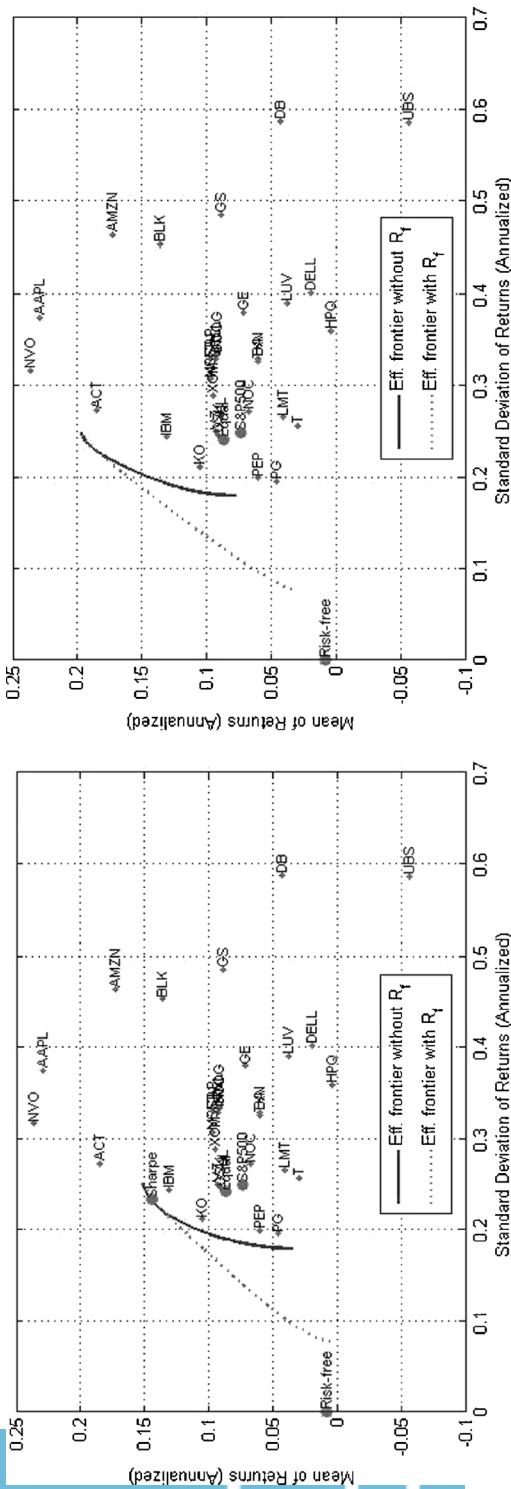 0.25
0.2
0.15
0.1
0.05
0
-0.05
-0.1
Mean of Returns (Annualized)
NVO
AAPL
ACT
AMZN
Sharpe
BLK
IBM
KO
GS
Equal
S&P500
NOC
GE
PEP
PG
LMT
T
LUV
DELL
HPQ
DB
UBS
Risk-free
Eff. frontier without Rf
Eff. frontier with Rf
0
0.1
0.2
0.3
0.4
0.5
0.6
0.7
Standard Deviation of Returns (Annualized)
0.25
0.2
0.15
0.1
0.05
0
-0.05
-0.1
Mean of Returns (Annualized)
NVO
AAPL
ACT
AMZN
BLK
IBM
KO
GS
Equal
S&P500
NOC
GE
PEP
PG
LMT
T
LUV
DELL
HPQ
DB
UBS
Risk-free
Eff. frontier without Rf
Eff. frontier with Rf
0
0.1
0.2
0.3
0.4
0.5
0.6
0.7
Standard Deviation of Returns (Annualized)